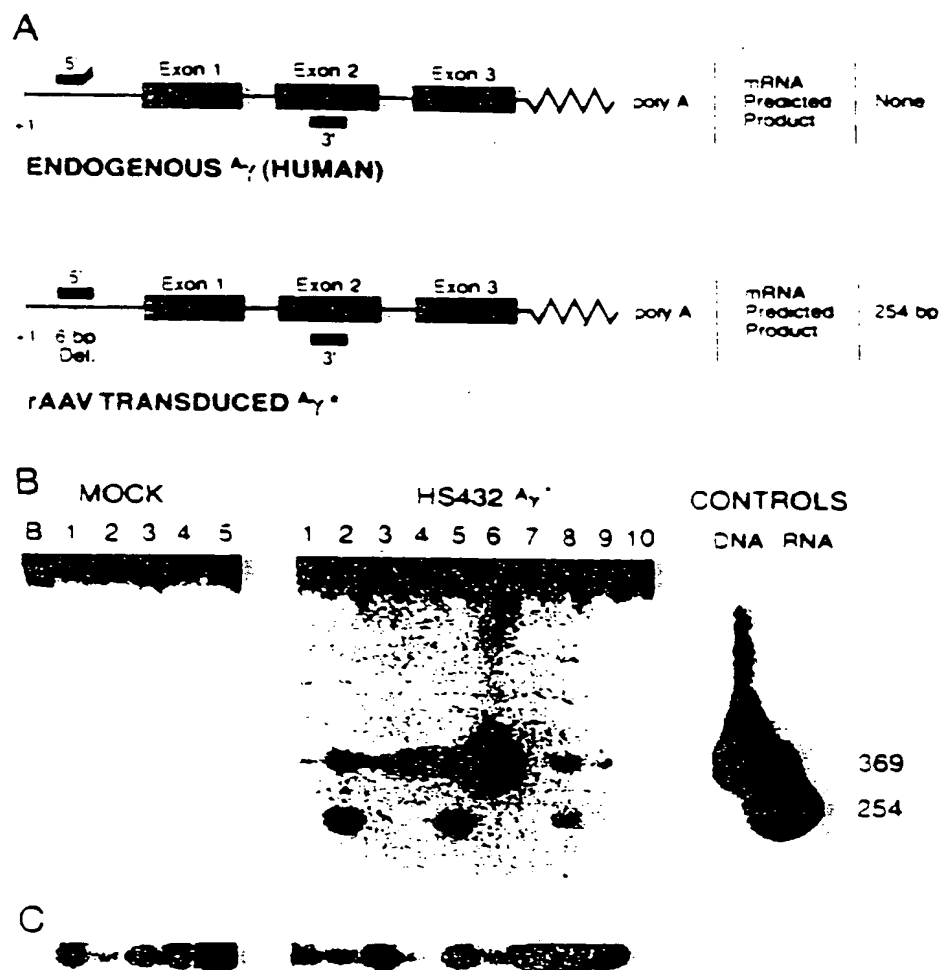 A
5'
Exon 1
Exon 2
Exon 3
poly A
mRNA
Predicted
Product
None
+1
3'
ENDOGENOUS Aγ (HUMAN)
5'
Exon 1
Exon 2
Exon 3
poly A
mRNA
Predicted
Product
254 bp
+1
6 bp
Del.
3'
rAAV TRANSDUCED Aγ*
B
MOCK
HS432 Aγ*
CONTROLS
B 1 2 3 4 5
1 2 3 4 5 6 7 8 9 10
DNA RNA
369
254
C